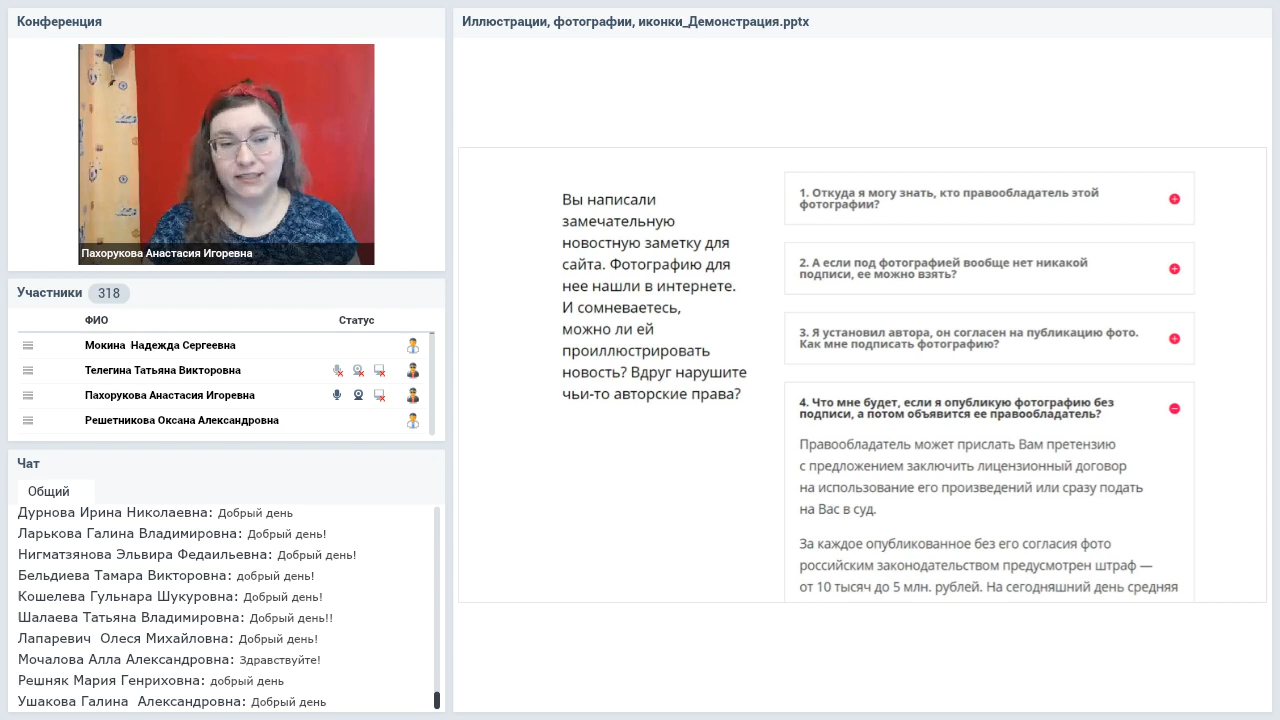 Конференция
Пахорукова Анастасия Игоревна
Участники 318
ФИО Статус
Мокина Надежда Сергеевна
Телегина Татьяна Викторовна
Пахорукова Анастасия Игоревна
Решетникова Оксана Александровна
Чат
Общий
Дурнова Ирина Николаевна: Добрый день
Ларькова Галина Владимировна: Добрый день!
Нигматзянова Эльвира Федаильевна: Добрый день!
Бельдиева Тамара Викторовна: добрый день!
Кошелева Гульнара Шукуровна: Добрый день!
Шалаева Татьяна Владимировна: Добрый день!!
Лапаревич Олеся Михайловна: Добрый день!
Мочалова Алла Александровна: Здравствуйте!
Решняк Мария Генриховна: добрый день
Ушакова Галина Александровна: Добрый день
Иллюстрации, фотографии, иконки_Демонстрация.pptx
Вы написали
замечательную
новостную заметку для
сайта. Фотографию для
нее нашли в интернете.
И сомневаетесь,
можно ли ей
проиллюстрировать
новость? Вдруг нарушите
чьи-то авторские права?
1. Откуда я могу знать, кто правообладатель этой
фотографии?
2. А если под фотографией вообще нет никакой
подписи, ее можно взять?
3. Я установил автора, он согласен на публикацию фото.
Как мне подписать фотографию?
4. Что мне будет, если я опубликую фотографию без
подписи, а потом объявится ее правообладатель?
Правообладатель может прислать Вам претензию
с предложением заключить лицензионный договор
на использование его произведений или сразу подать
на Вас в суд.
За каждое опубликованное без его согласия фото
российским законодательством предусмотрен штраф —
от 10 тысяч до 5 млн. рублей. На сегодняшний день средняя